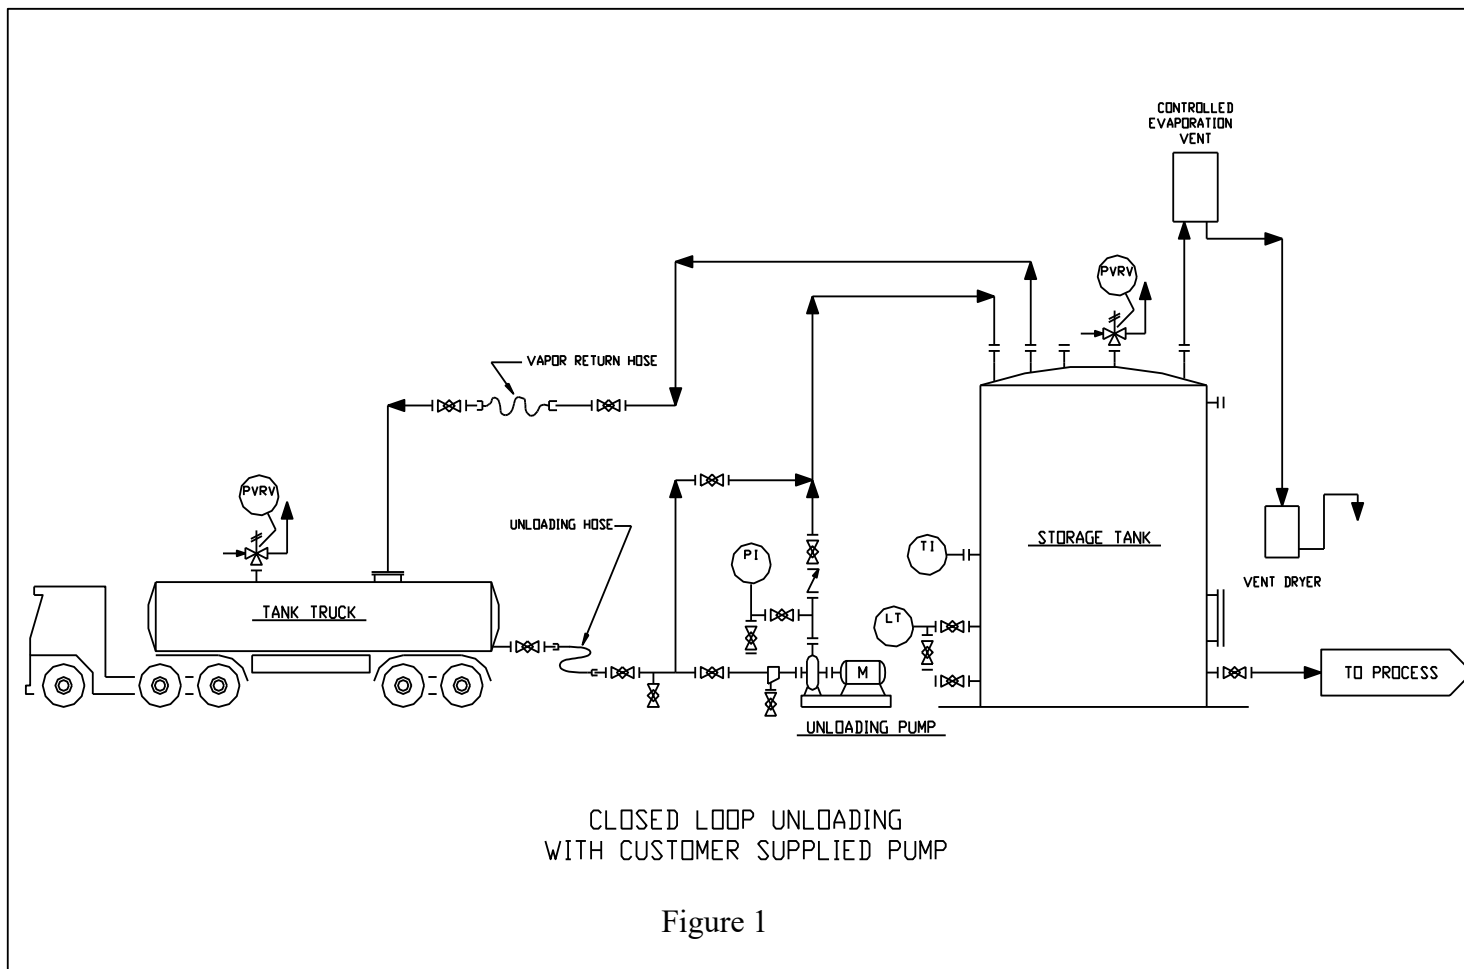 CONTROLLED
EVAPORATION
VENT
PVRV
VAPOR RETURN HOSE
PVRV
UNLOADING HOSE
PI
TI
STORAGE TANK
VENT DRYER
TANK TRUCK
LT
M
TO PROCESS
UNLOADING PUMP
CLOSED LOOP UNLOADING
WITH CUSTOMER SUPPLIED PUMP
Figure 1